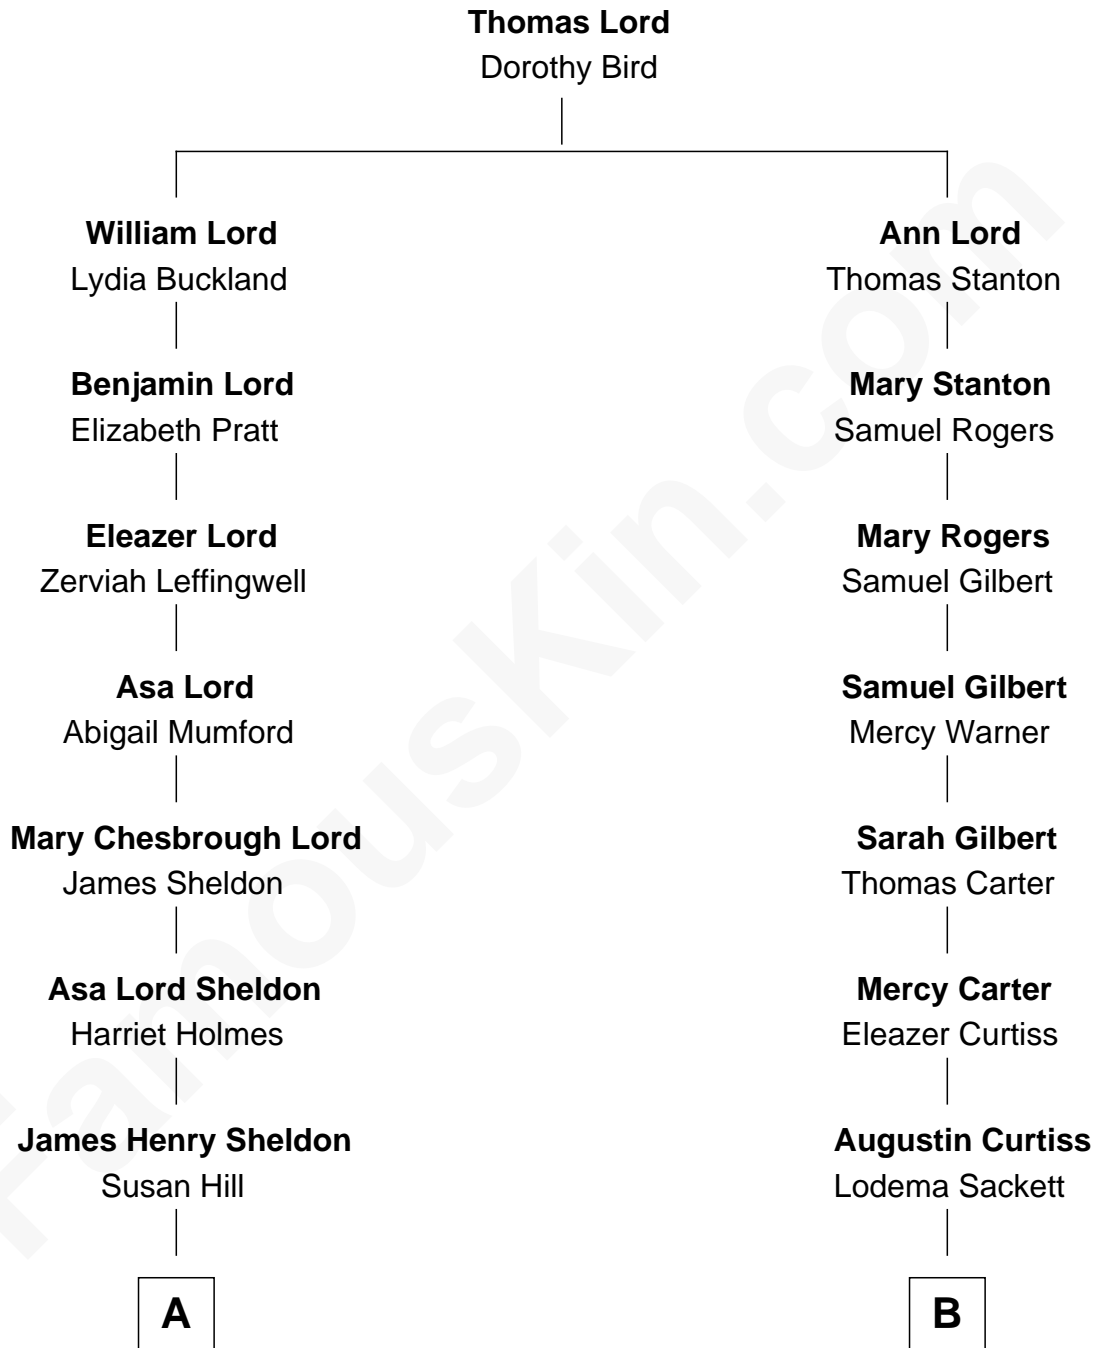 Thomas Lord
Dorothy Bird
William Lord
Lydia Buckland
Benjamin Lord
Elizabeth Pratt
Eleazer Lord
Zerviah Leffingwell
Asa Lord
Abigail Mumford
Mary Chesbrough Lord
James Sheldon
Asa Lord Sheldon
Harriet Holmes
James Henry Sheldon
Susan Hill
A
Ann Lord
Thomas Stanton
Mary Stanton
Samuel Rogers
Mary Rogers
Samuel Gilbert
Samuel Gilbert
Mercy Warner
Sarah Gilbert
Thomas Carter
Mercy Carter
Eleazer Curtiss
Augustin Curtiss
Lodema Sackett
B
FamousKin.com